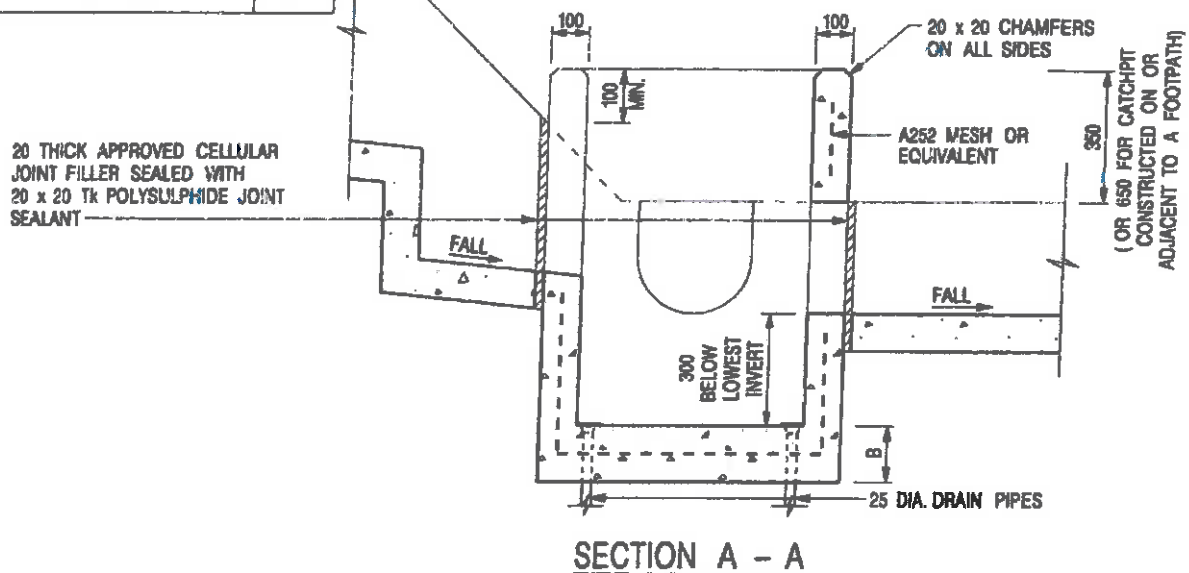 100
100
20 x 20 CHAMFERS
ON ALL SIDES
100
MIN.
A252 MESH OR
EQUIVALENT
350
(OR 650 FOR CATCHPIT
CONSTRUCTED ON OR
ADJACENT TO A FOOTPATH)
20 THICK APPROVED CELLULAR
JOINT FILLER SEALED WITH
20 x 20 Tk POLYSULPHIDE JOINT
SEALANT
FALL
FALL
300
BELOW
LOWEST
INVERT
B
25 DIA. DRAIN PIPES
SECTION A - A